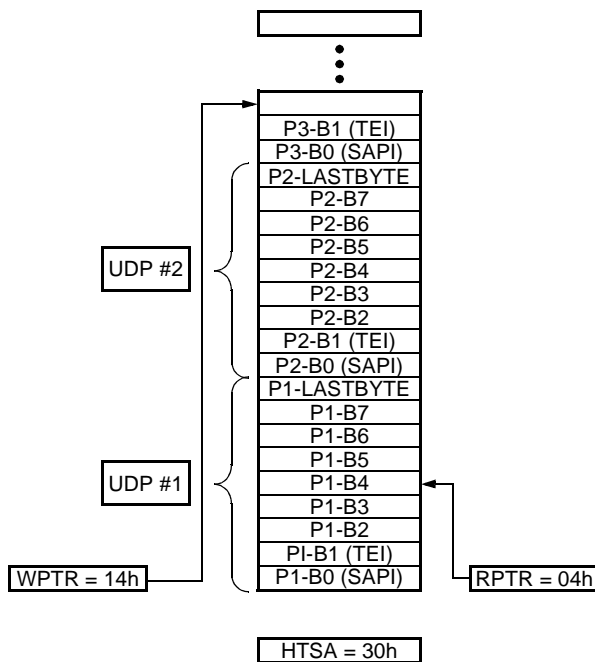 P3-B1 (TEI)
P3-B0 (SAPI)
P2-LASTBYTE
P2-B7
P2-B6
P2-B5
UDP #2
P2-B4
P2-B3
P2-B2
P2-B1 (TEI)
P2-B0 (SAPI)
P1-LASTBYTE
P1-B7
P1-B6
P1-B5
UDP #1
P1-B4
P1-B3
P1-B2
PI-B1 (TEI)
WPTR = 14h
P1-B0 (SAPI)
RPTR = 04h
HTSA = 30h